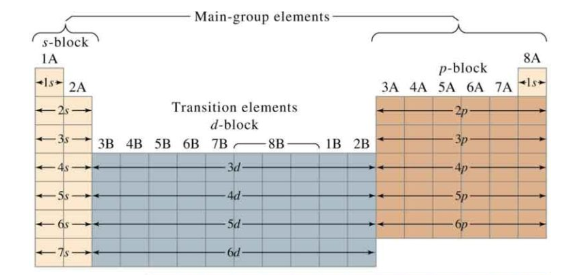 Main-group elements
s-block
1A
8A
p-block
1s
2A
3A 4A 5A 6A 7A
1s
2s
Transition elements
2p
d-block
3s
3B 4B 5B 6B 7B 8B 1B 2B
3p
4s
3d
4p
5s
4d
5p
6s
5d
6p
7s
6d